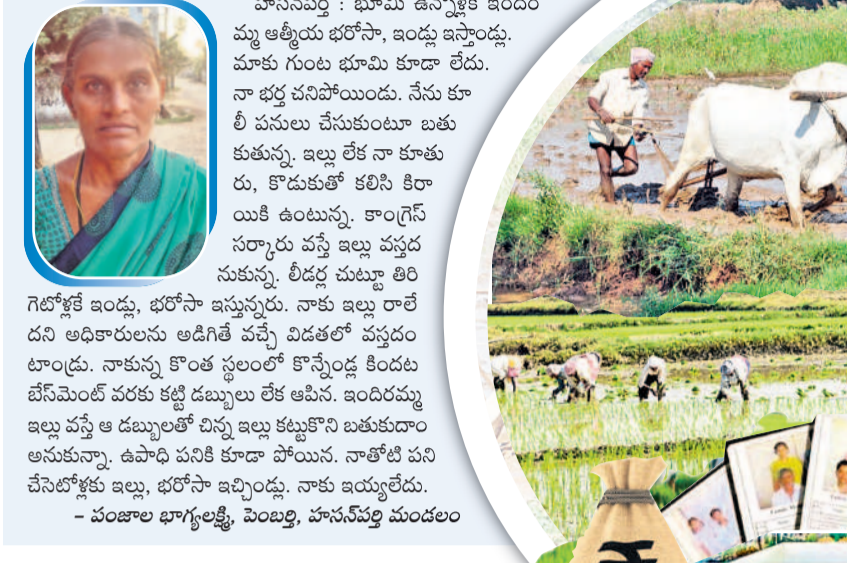 హసన్‌పర్తి : భూమి ఉన్నోళ్లకే ఇందిర
మ్మ ఆత్మీయ భరోసా, ఇండ్లు ఇస్తాండ్లు.
మాకు గుంట భూమి కూడా లేదు.
నా భర్త చనిపోయిండు. నేను కూ
లీ పనులు చేసుకుంటూ బతు
కుతున్న. ఇల్లు లేక నా కూతు
రు, కొడుకుతో కలిసి కిరా
యికి ఉంటున్న. కాంగ్రెస్
సర్కారు వస్తే ఇల్లు వస్తద
నుకున్న. లీడర్ల చుట్టూ తిరి
గెటోళ్లకే ఇండ్లు, భరోసా ఇస్తున్నరు. నాకు ఇల్లు రాలే
దని అధికారులను అడిగితే వచ్చే విడతలో వస్తదం
టాండ్రు. నాకున్న కొంత స్థలంలో కొన్నేండ్ల కిందట
బేస్‌మెంట్ వరకు కట్టి డబ్బులు లేక ఆపిన. ఇందిరమ్మ
ఇల్లు వస్తే ఆ డబ్బులతో చిన్న ఇల్లు కట్టుకొని బతుకుదాం
అనుకున్నా. ఉపాధి పనికి కూడా పోయిన. నాతోటి పని
చేసెటోళ్లకు ఇల్లు, భరోసా ఇచ్చిండ్లు. నాకు ఇయ్యలేదు.
– పంజాల భాగ్యలక్ష్మి, పెంబర్తి, హసన్‌పర్తి మండలం